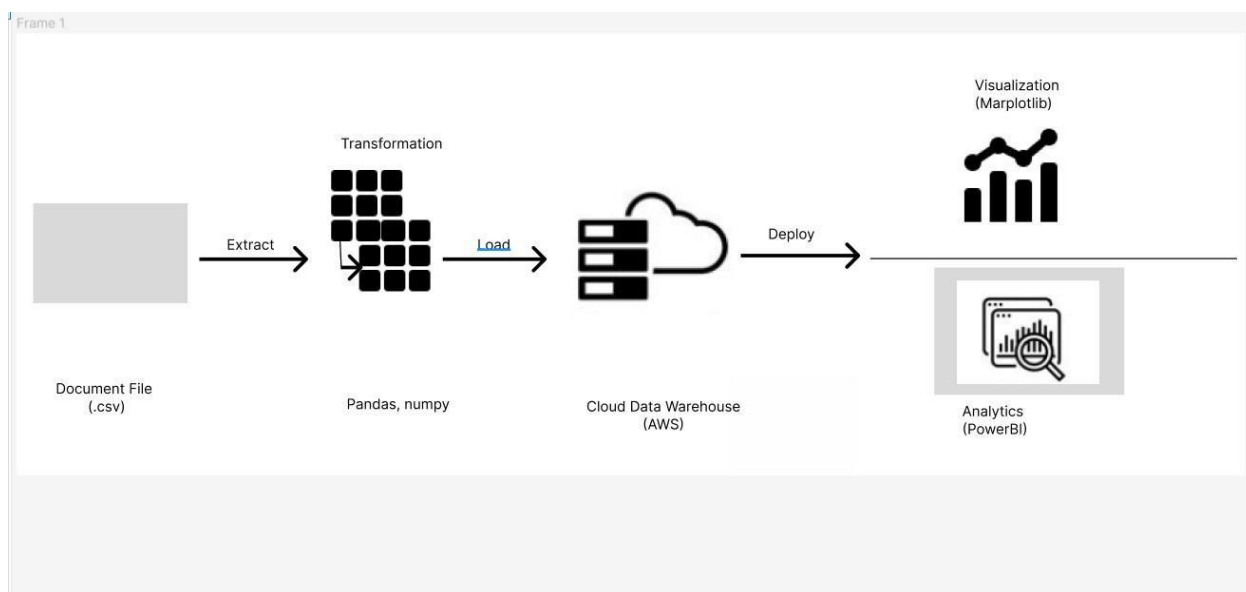 Frame 1
Visualization
(Marplotlib)
Transformation
Extract
Load
Deploy
Document File
(.csv)
Pandas, numpy
Cloud Data Warehouse
(AWS)
Analytics
(PowerBI)